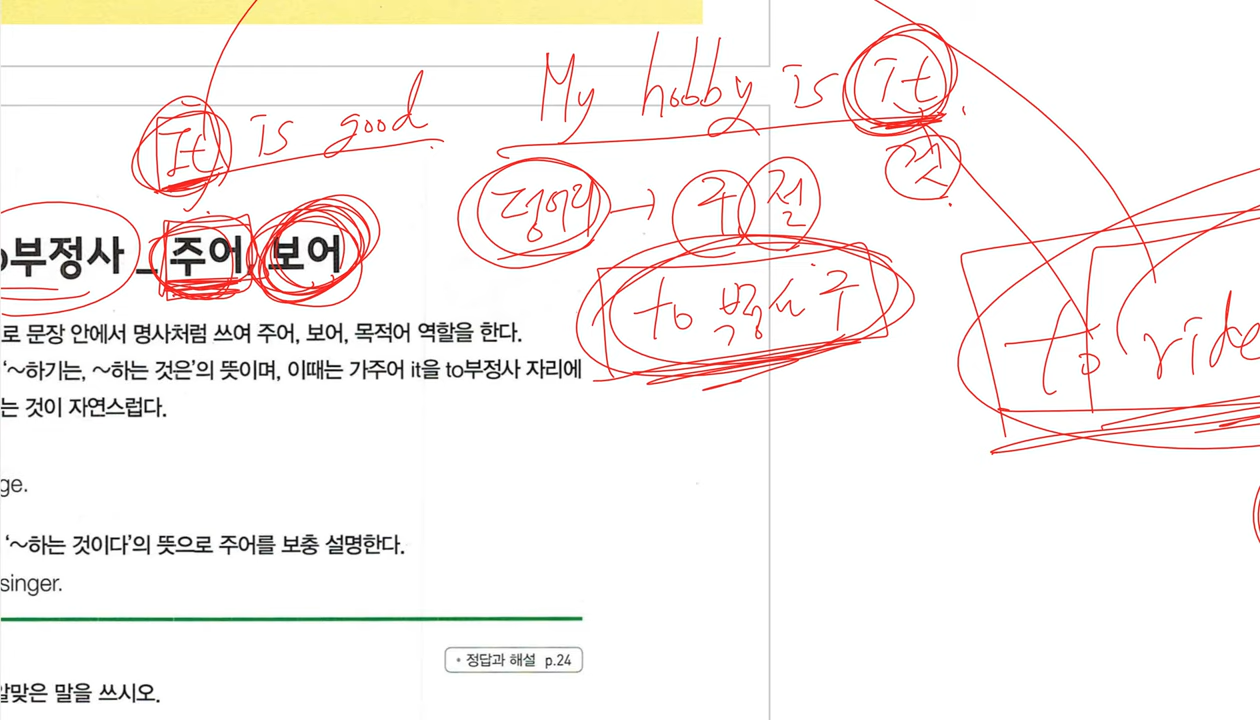 My hobby is It
It is good
것
덩어리 → 구 절
부정사 _ 주어, 보어
to 부정사 구
to ride
로 문장 안에서 명사처럼 쓰여 주어, 보어, 목적어 역할을 한다.
'~하기는, ~하는 것은'의 뜻이며, 이때는 가주어 it을 to부정사 자리에
는 것이 자연스럽다.
ge.
'~하는 것이다'의 뜻으로 주어를 보충 설명한다.
singer.
• 정답과 해설 p.24
알맞은 말을 쓰시오.